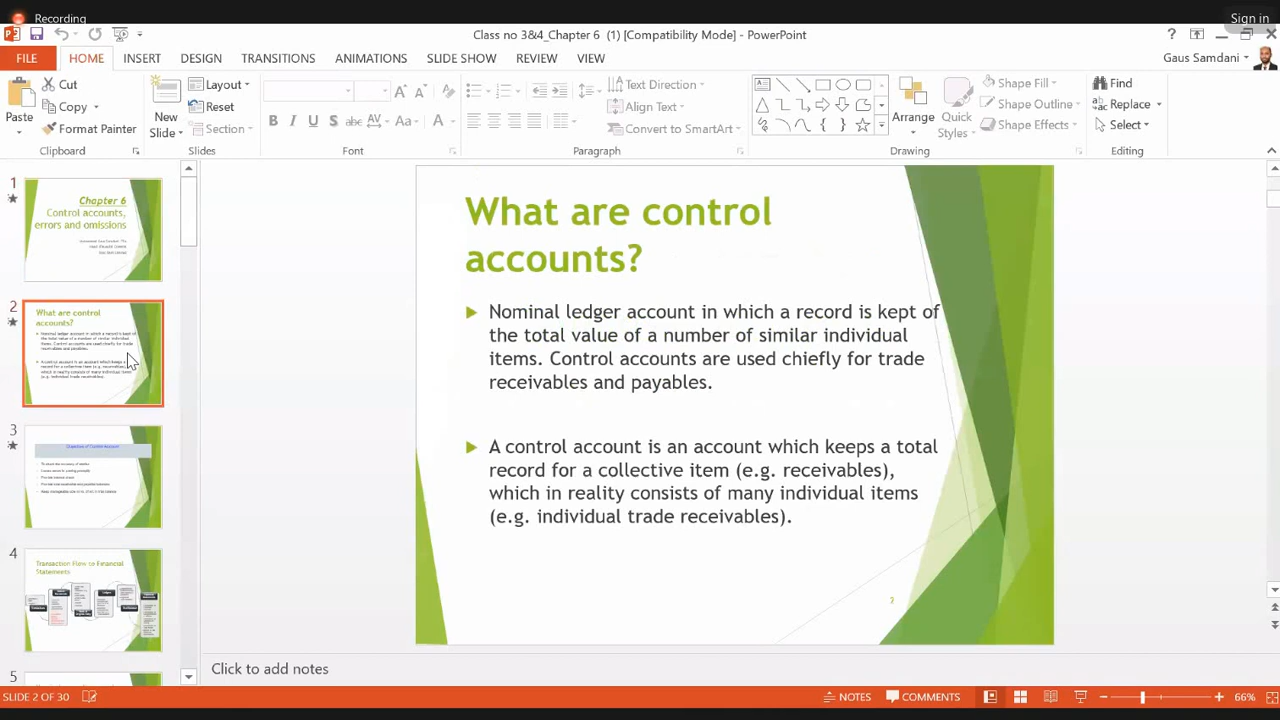 Recording
Sign in
Class no 3&4_Chapter 6 (1) [Compatibility Mode] - PowerPoint
FILE
HOME
INSERT
DESIGN
TRANSITIONS
ANIMATIONS
SLIDE SHOW
REVIEW
VIEW
Gaus Samdani
Paste
Cut
Copy
Format Painter
Clipboard
New
Slide
Layout
Reset
Section
Slides
Font
Text Direction
Align Text
Convert to SmartArt
Paragraph
Arrange
Quick
Styles
Shape Fill
Shape Outline
Shape Effects
Drawing
Find
Replace
Select
Editing
1
Chapter 6
Control accounts,
errors and omissions
2
What are control
accounts?
3
4
Transaction Flow to Financial
Statements
5
What are control
accounts?
Nominal ledger account in which a record is kept of
the total value of a number of similar individual
items. Control accounts are used chiefly for trade
receivables and payables.
A control account is an account which keeps a total
record for a collective item (e.g. receivables),
which in reality consists of many individual items
(e.g. individual trade receivables).
2
Click to add notes
SLIDE 2 OF 30
NOTES
COMMENTS
66%